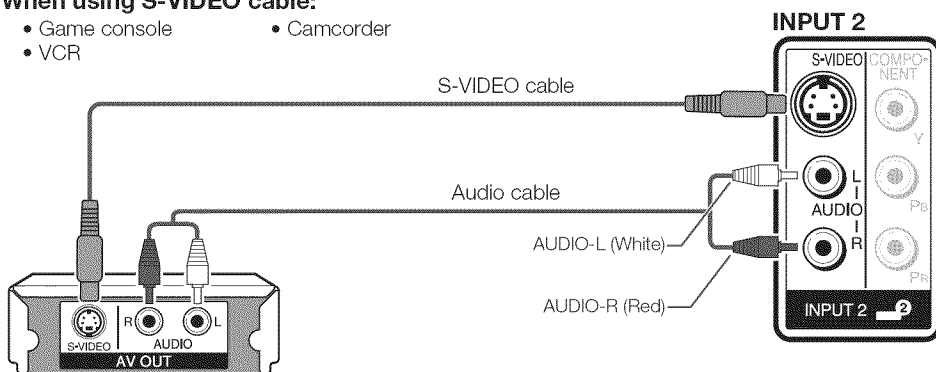 When using S-VIDEO cable:
• Game console • Camcorder
• VCR
INPUT 2
S-VIDEO
COMPO-
NENT
S-VIDEO cable
Y
Audio cable
L
AUDIO
R
PB
AUDIO-L (White)
AUDIO-R (Red)
PR
INPUT 2 2
S-VIDEO
R
L
AUDIO
AV OUT